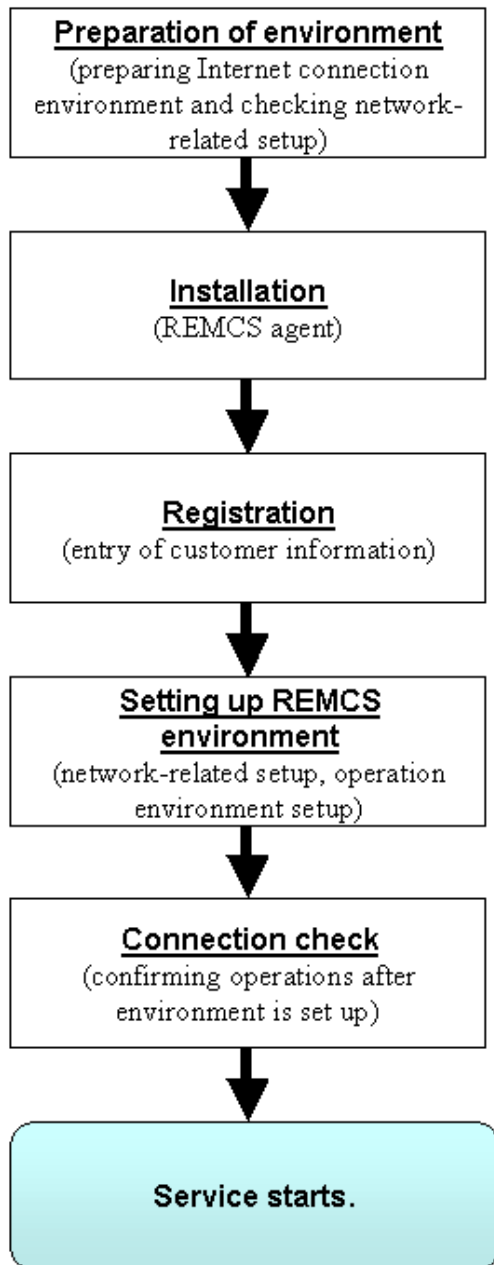 Preparation of environment
(preparing Internet connection
environment and checking network-
related setup)
Installation
(REMCS agent)
Registration
(entry of customer information)
Setting up REMCS
environment
(network-related setup, operation
environment setup)
Connection check
(confirming operations after
environment is set up)
Service starts.